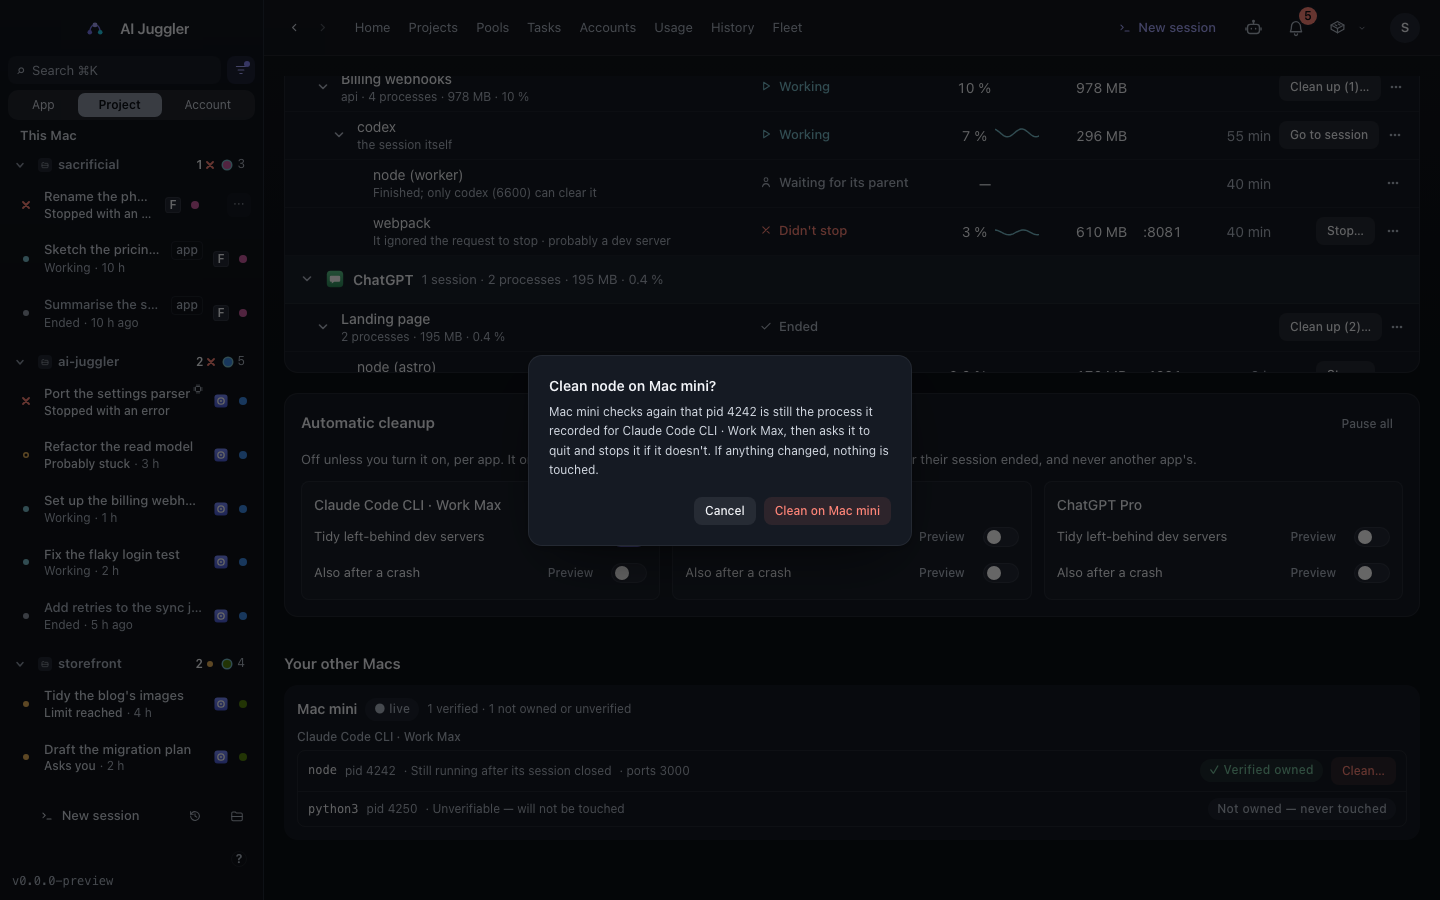 AI Juggler
Search ⌘K
App Project Account
This Mac
sacrificial 1 3
Rename the ph... F
Stopped with an ...
Sketch the pricin... app F
Working · 10 h
Summarise the s... app F
Ended · 10 h ago
ai-juggler 2 5
Port the settings parser
Stopped with an error
Refactor the read model
Probably stuck · 3 h
Set up the billing webh...
Working · 1 h
Fix the flaky login test
Working · 2 h
Add retries to the sync j...
Ended · 5 h ago
storefront 2 4
Tidy the blog's images
Limit reached · 4 h
Draft the migration plan
Asks you · 2 h
New session
?
v0.0.0-preview
Home Projects Pools Tasks Accounts Usage History Fleet
New session 5 S
Billing webhooks Working 10 % 978 MB Clean up (1)...
api · 4 processes · 978 MB · 10 %
codex Working 7 % 296 MB 55 min Go to session
the session itself
node (worker) Waiting for its parent — 40 min
Finished; only codex (6600) can clear it
webpack Didn't stop 3 % 610 MB :8081 40 min Stop...
It ignored the request to stop · probably a dev server
ChatGPT 1 session · 2 processes · 195 MB · 0.4 %
Landing page Ended Clean up (2)...
2 processes · 195 MB · 0.4 %
node (astro)
Clean node on Mac mini?
Mac mini checks again that pid 4242 is still the process it
recorded for Claude Code CLI · Work Max, then asks it to
quit and stops it if it doesn't. If anything changed, nothing is
touched.
Cancel Clean on Mac mini
Automatic cleanup Pause all
Off unless you turn it on, per app. It o
r their session ended, and never another app's.
Claude Code CLI · Work Max
Tidy left-behind dev servers
Also after a crash Preview
Preview
Also after a crash Preview
ChatGPT Pro
Tidy left-behind dev servers Preview
Also after a crash Preview
Your other Macs
Mac mini live 1 verified · 1 not owned or unverified
Claude Code CLI · Work Max
node pid 4242 · Still running after its session closed · ports 3000 ✓ Verified owned Clean...
python3 pid 4250 · Unverifiable — will not be touched Not owned — never touched